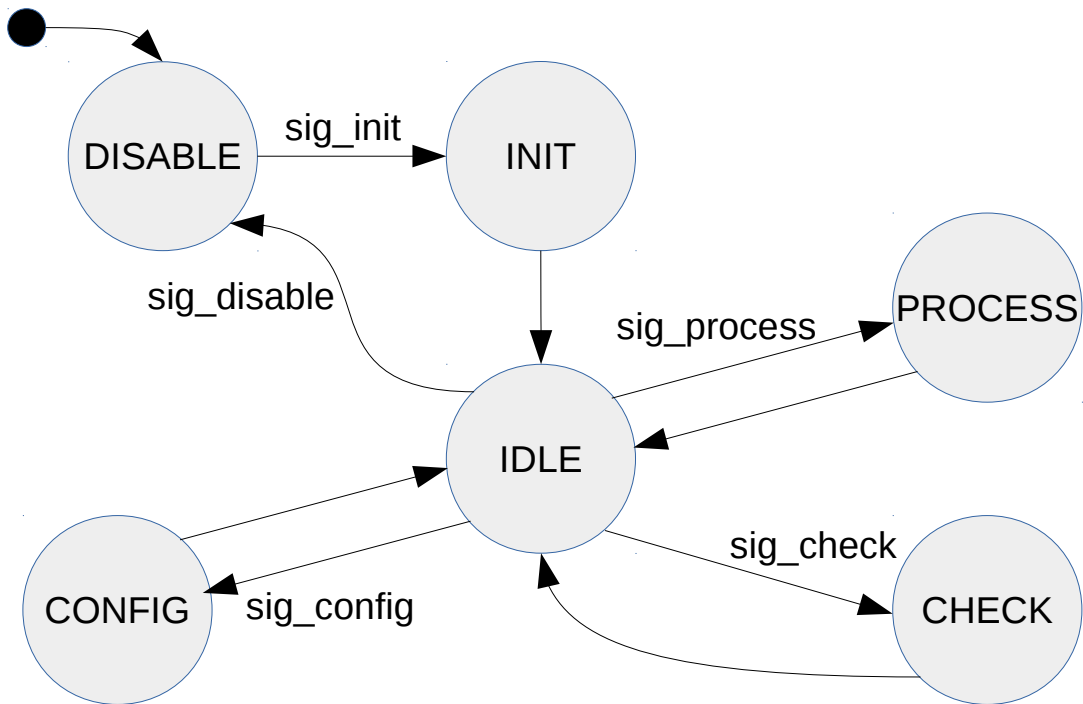 DISABLE
sig_init
INIT
sig_disable
sig_process
PROCESS
IDLE
sig_check
CONFIG
sig_config
CHECK